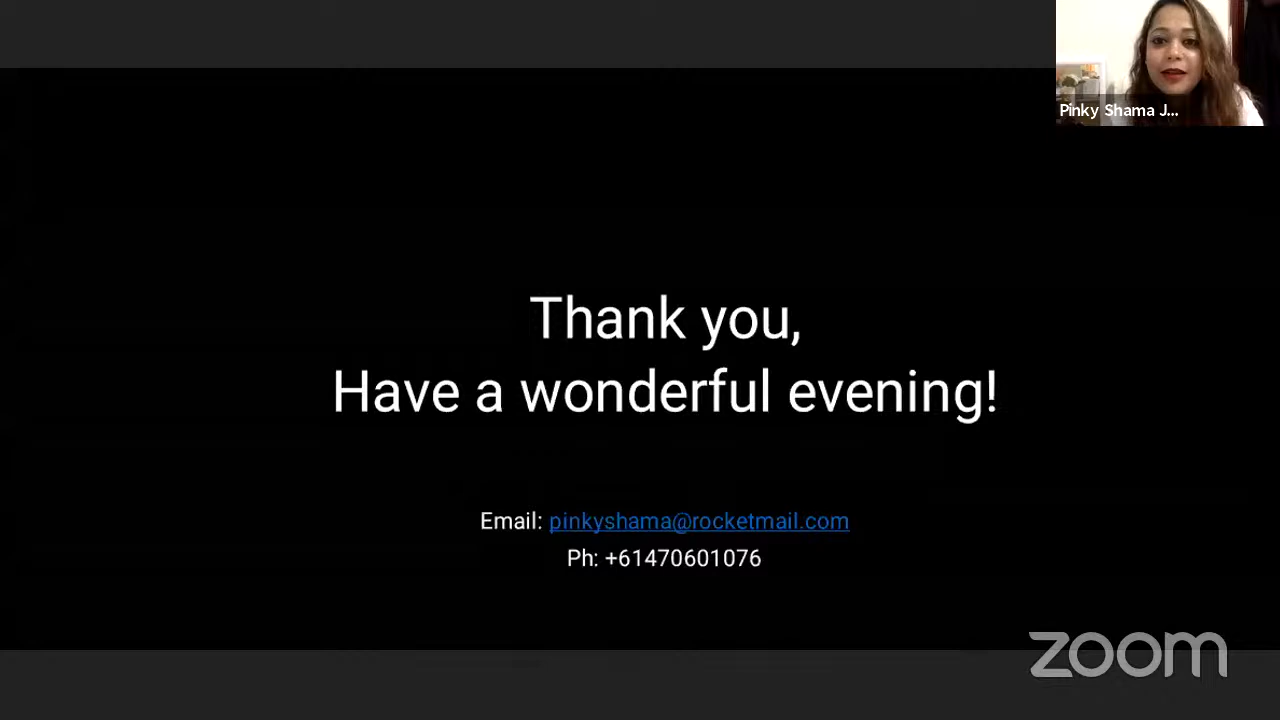 Pinky Shama J...
Thank you,
Have a wonderful evening!
Email: pinkyshama@rocketmail.com
Ph: +61470601076
zoom